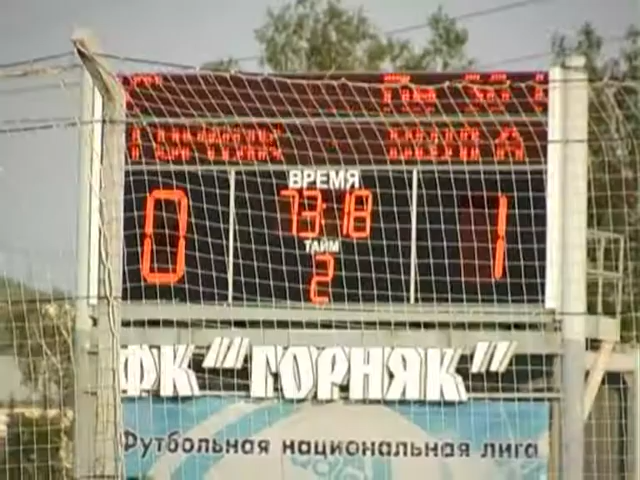 ВРЕМЯ
0 73:18 1
ТАЙМ
2
ФК "ГОРНЯК"
Футбольная национальная лига